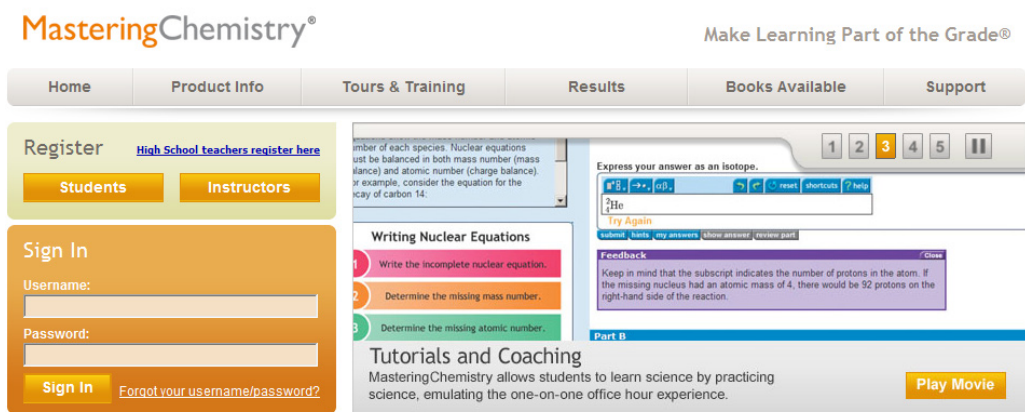 MasteringChemistry®
Make Learning Part of the Grade®
Home Product Info Tours & Training Results Books Available Support
Register High School teachers register here
Students Instructors
Sign In
Username:
Password:
Sign In Forgot your username/password?
1 2 3 4 5
umber of each species. Nuclear equations
ust be balanced in both mass number (mass
alance) and atomic number (charge balance).
or example, consider the equation for the
ecay of carbon 14:
Writing Nuclear Equations
1 Write the incomplete nuclear equation.
2 Determine the missing mass number.
3 Determine the missing atomic number.
Express your answer as an isotope.
αβ, reset shortcuts ? help
²₄He
Try Again
submit hints my answers show answer review part
Feedback Close
Keep in mind that the subscript indicates the number of protons in the atom. If
the missing nucleus had an atomic mass of 4, there would be 92 protons on the
right-hand side of the reaction.
Part B
Tutorials and Coaching
MasteringChemistry allows students to learn science by practicing
science, emulating the one-on-one office hour experience.
Play Movie